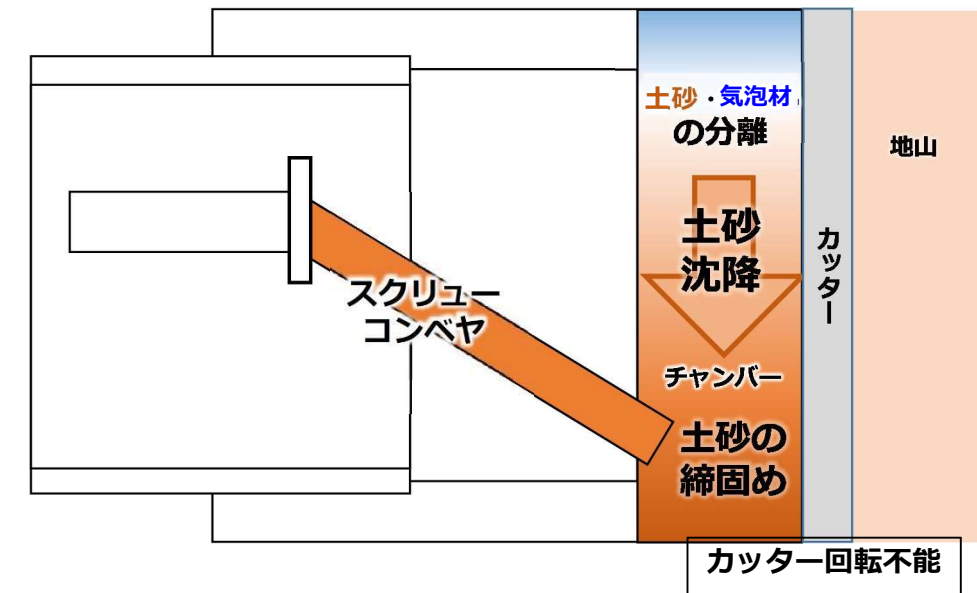 土砂・気泡材
の分離
地山
土砂
沈降
カッター
スクリュー
コンベヤ
チャンバー
土砂の
締固め
カッター回転不能